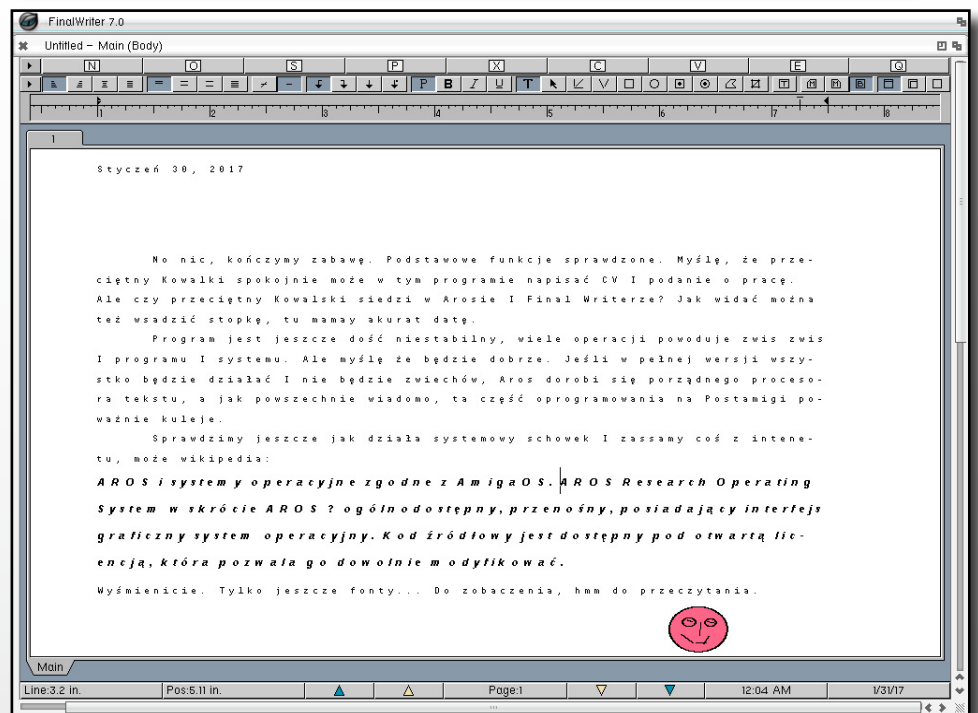 FinalWriter 7.0
Untitled – Main (Body)
N O S P X C V E Q
P B I U T
1 2 3 4 5 6 7 8
1
Styczeń 30, 2017
No nic, kończymy zabawę. Podstawowe funkcje sprawdzone. Myślę, że prze-
ciętny Kowalki spokojnie może w tym programie napisać CV I podanie o pracę.
Ale czy przeciętny Kowalski siedzi w Arosie I Final Writerze? Jak widać można
też wsadzić stopkę, tu mamay akurat datę.
Program jest jeszcze dość niestabilny, wiele operacji powoduje zwis zwis
I programu I systemu. Ale myślę że będzie dobrze. Jeśli w pełnej wersji wszy-
stko będzie działać I nie będzie zwiechów, Aros dorobi się porządnego proceso-
ra tekstu, a jak powszechnie wiadomo, ta część oprogramowania na Postamigi po-
ważnie kuleje.
Sprawdzimy jeszcze jak działa systemowy schowek I zassamy coś z intene-
tu, może wikipedia:
AROS i systemy operacyjne zgodne z AmigaOS. AROS Research Operating
System w skrócie AROS ? ogólnodostępny, przenośny, posiadający interfejs
graficzny system operacyjny. Kod źródłowy jest dostępny pod otwartą lic-
encją, która pozwala go dowolnie modyfikować.
Wyśmienicie. Tylko jeszcze fonty... Do zobaczenia, hmm do przeczytania.
Main
Line:3.2 in. Pos:5.11 in. Page:1 12:04 AM 1/31/17